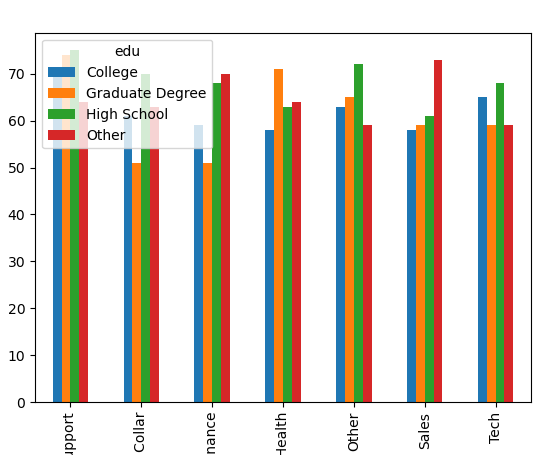 edu
College
Graduate Degree
High School
Other
70
60
50
40
30
20
10
0
upport
Collar
nance
Health
Other
Sales
Tech